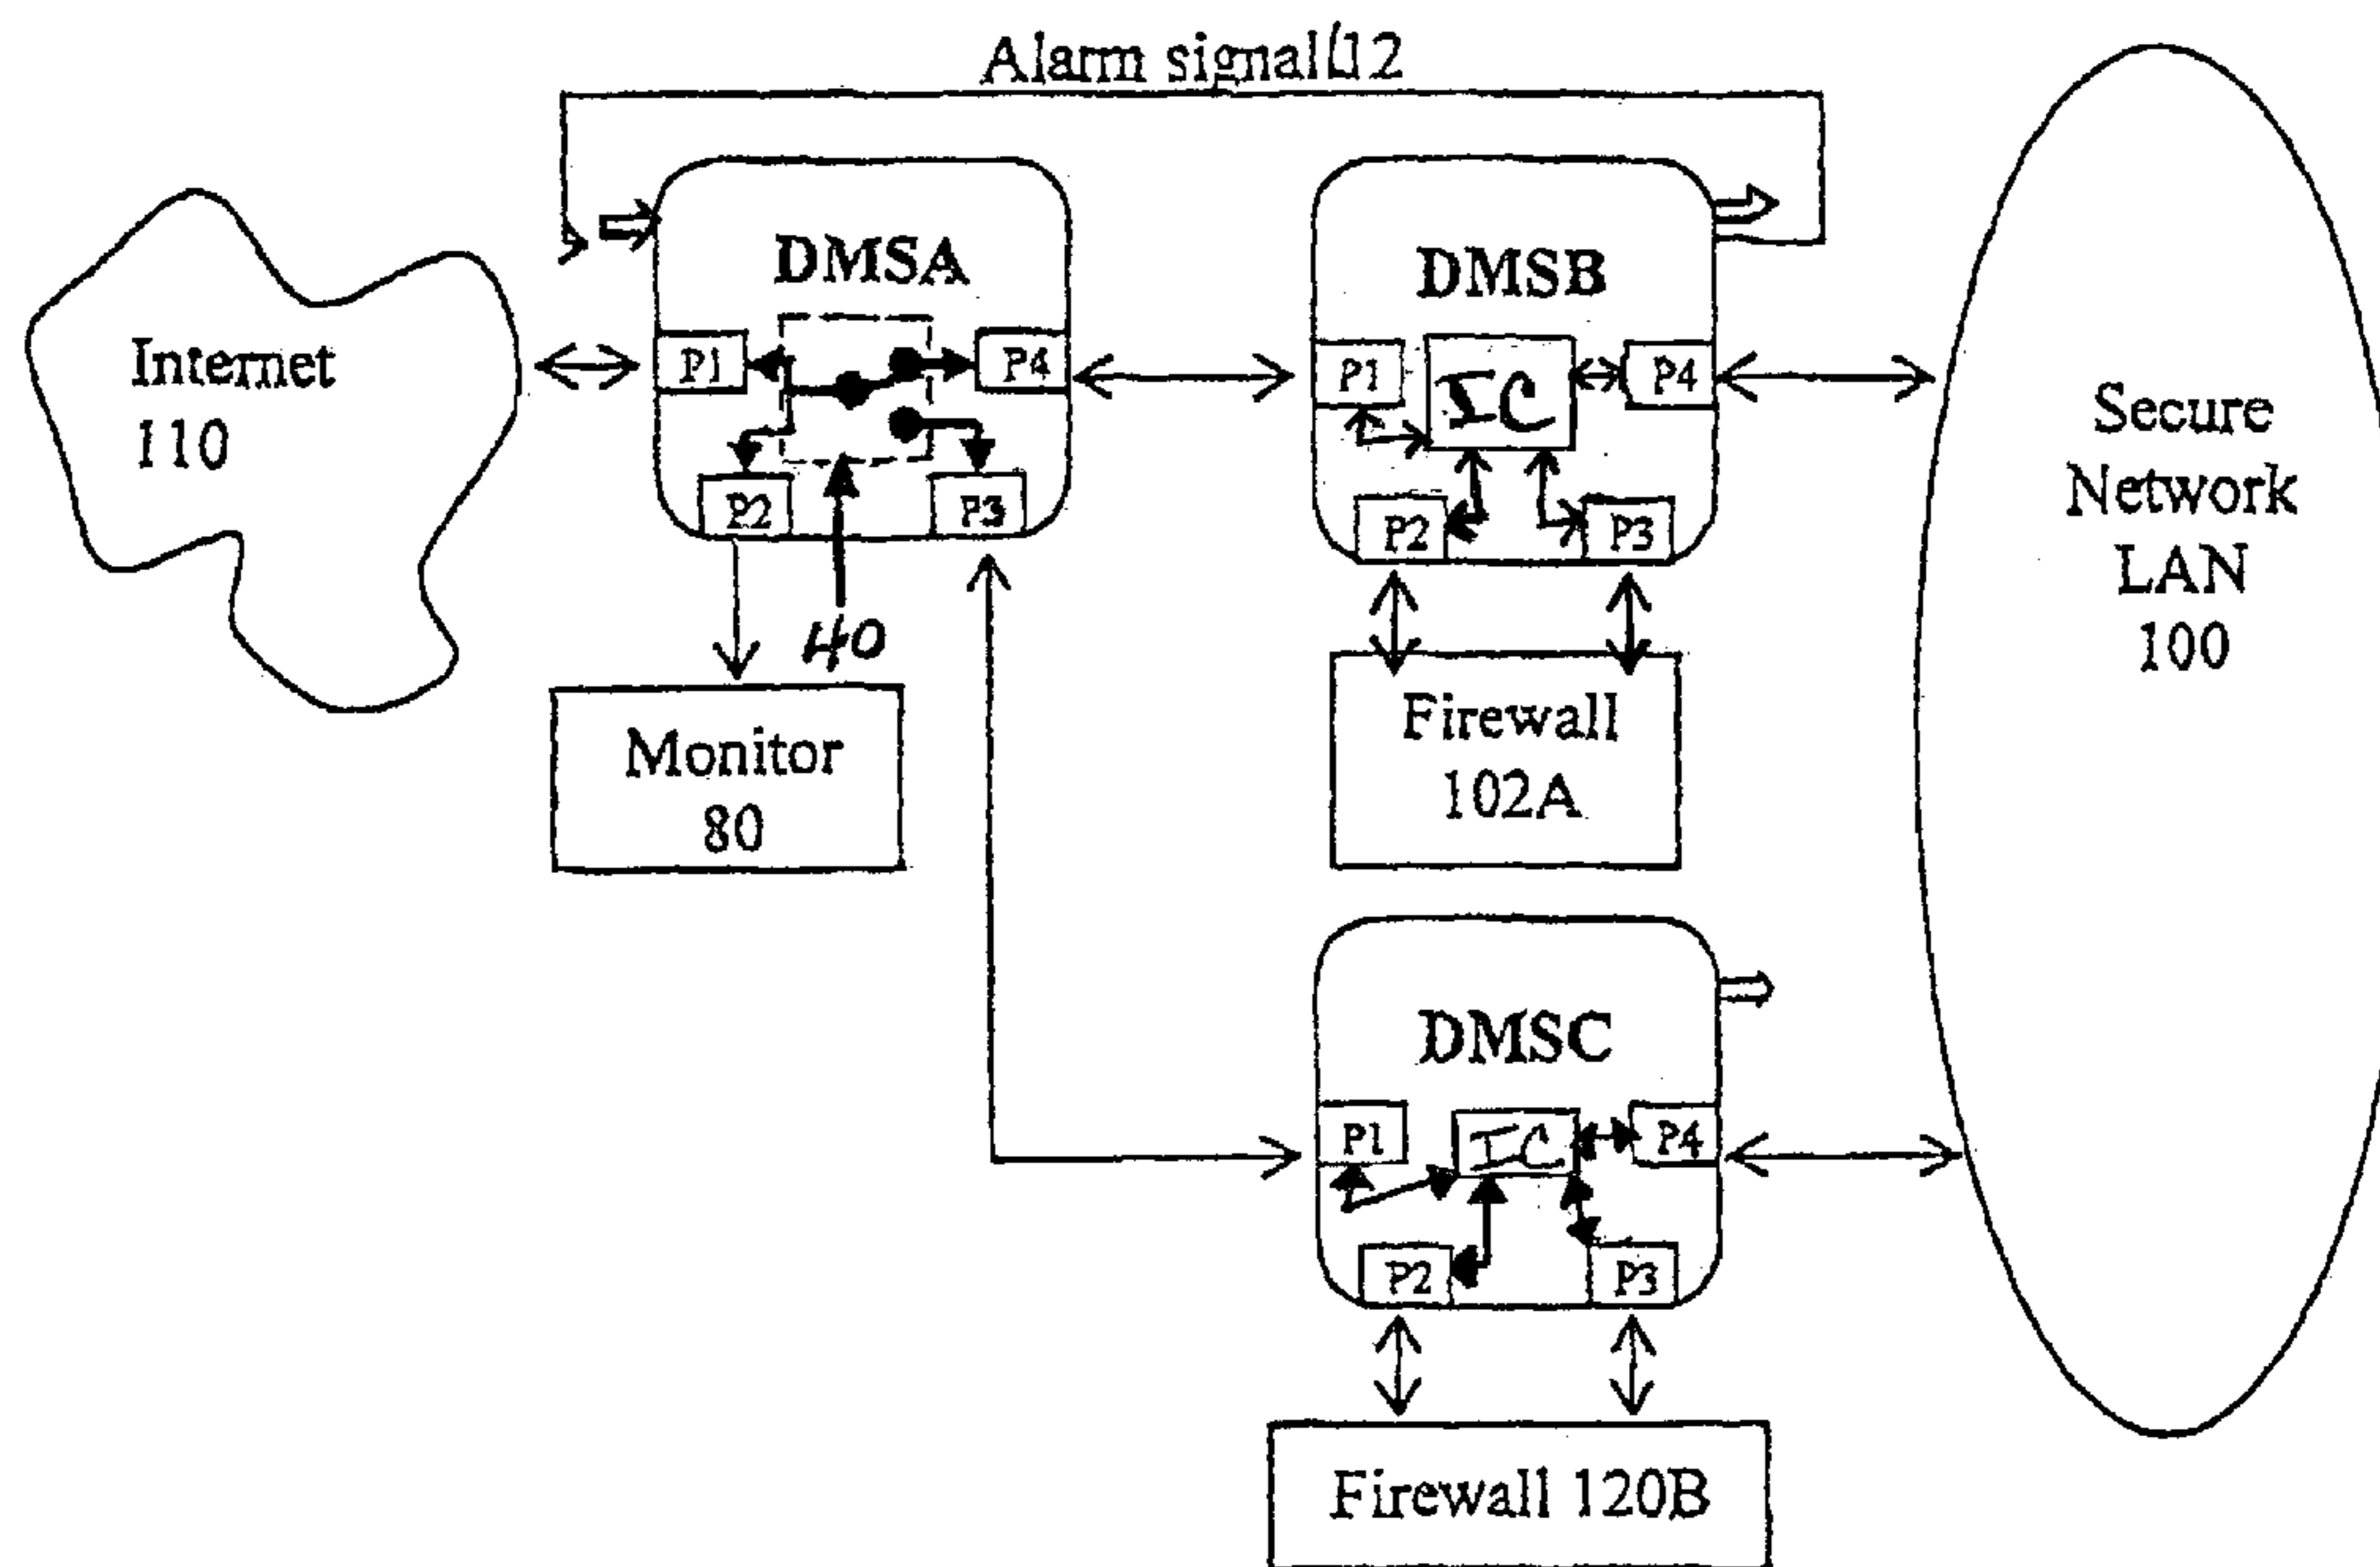 Alarm signal 112
DMSA
DMSB
Internet
110
P1
P4
P2
P3
40
P1
IC
P4
P2
P3
Secure
Network
LAN
100
Monitor
80
Firewall
102A
DMSC
P1
IC
P4
P2
P3
Firewall 120B